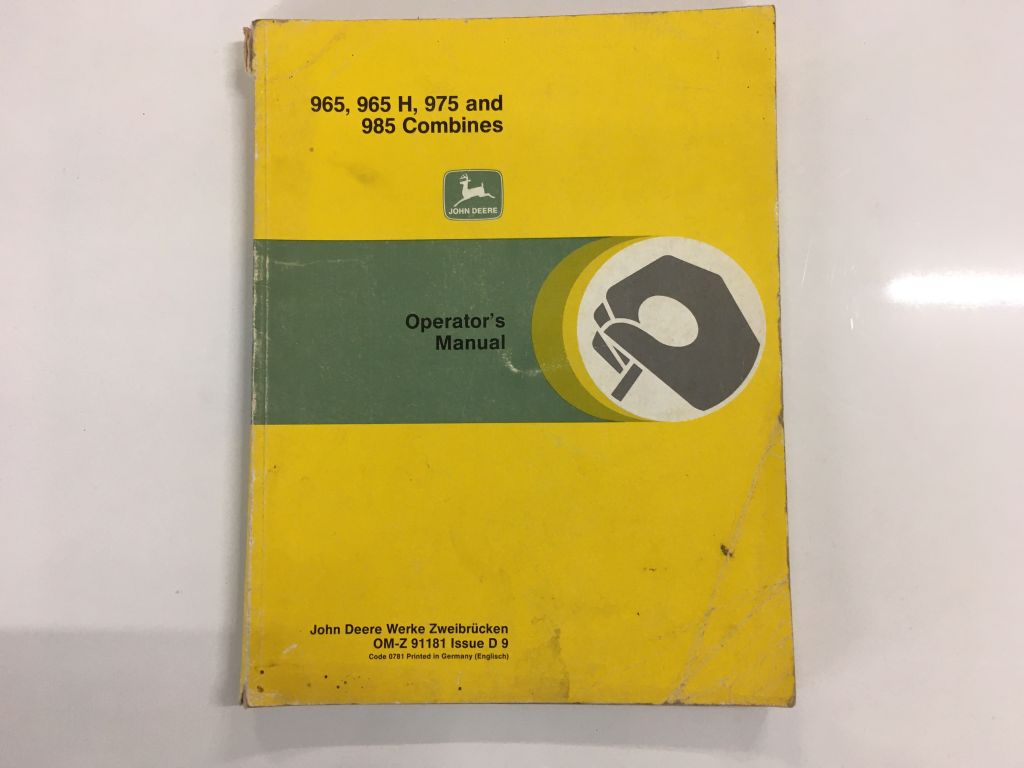 965, 965 H, 975 and
985 Combines
JOHN DEERE
Operator's
Manual
John Deere Werke Zweibrücken
OM-Z 91181 Issue D 9
Code 0781 Printed in Germany (Englisch)